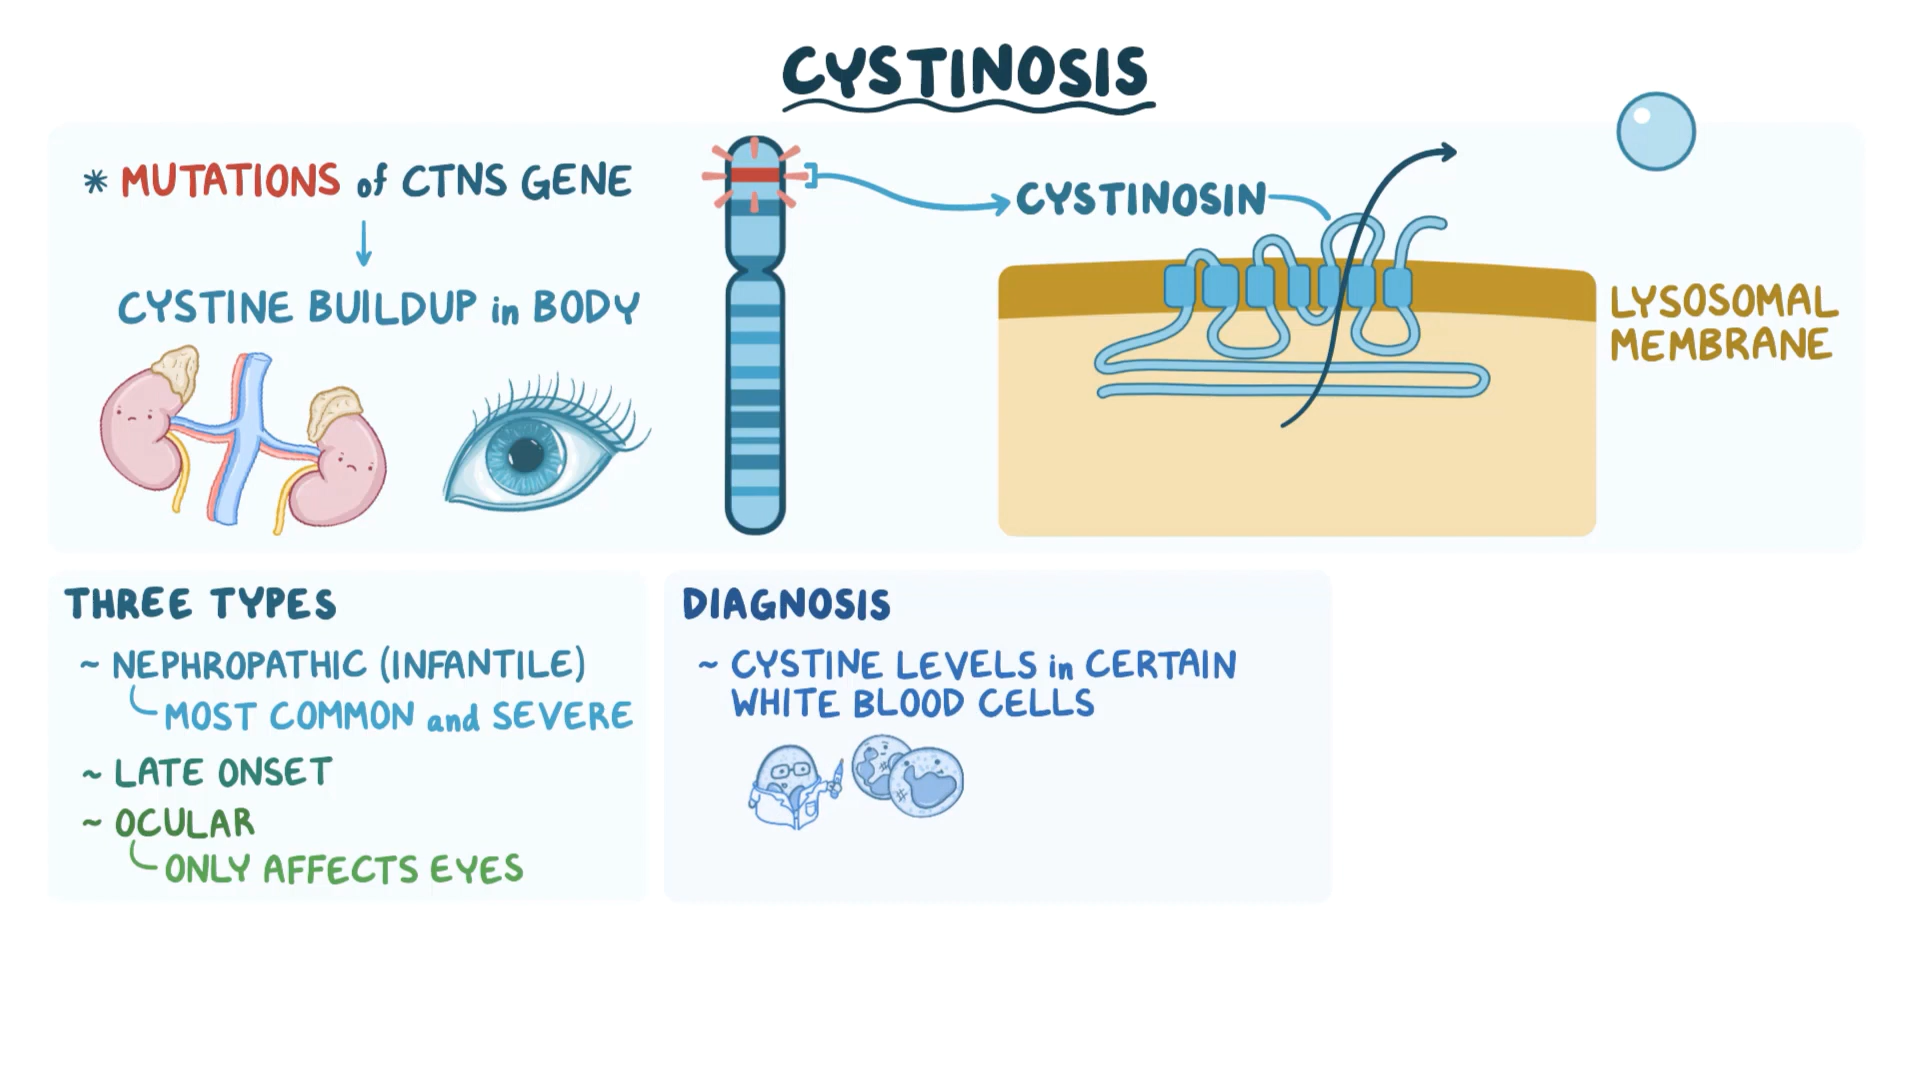 CYSTINOSIS
* MUTATIONS of CTNS GENE
CYSTINE BUILDUP in BODY
CYSTINOSIN
LYSOSOMAL
MEMBRANE
THREE TYPES
~ NEPHROPATHIC (INFANTILE)
MOST COMMON and SEVERE
~ LATE ONSET
~ OCULAR
ONLY AFFECTS EYES
DIAGNOSIS
~ CYSTINE LEVELS in CERTAIN
WHITE BLOOD CELLS